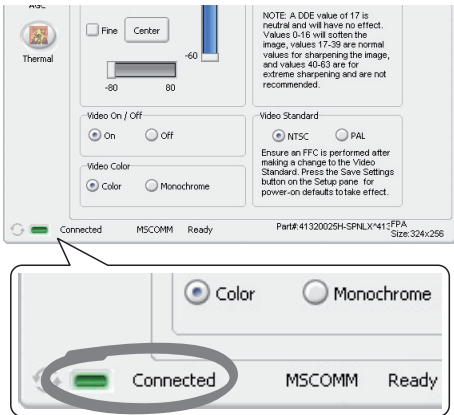 AGC
Thermal
Fine
Center
-60
-80
80
NOTE: A DDE value of 17 is
neutral and will have no effect.
Values 0-16 will soften the
image, values 17-39 are normal
values for sharpening the image,
and values 40-63 are for
extreme sharpening and are not
recommended.
Video On / Off
On
Off
Video Color
Color
Monochrome
Video Standard
NTSC
PAL
Ensure an FFC is performed after
making a change to the Video
Standard. Press the Save Settings
button on the Setup pane for
power-on defaults to take effect.
Connected
MSCOMM
Ready
Part#:41320025H-SPNLX^413
FPA
Size:324x256
Color
Monochrome
Connected
MSCOMM
Ready